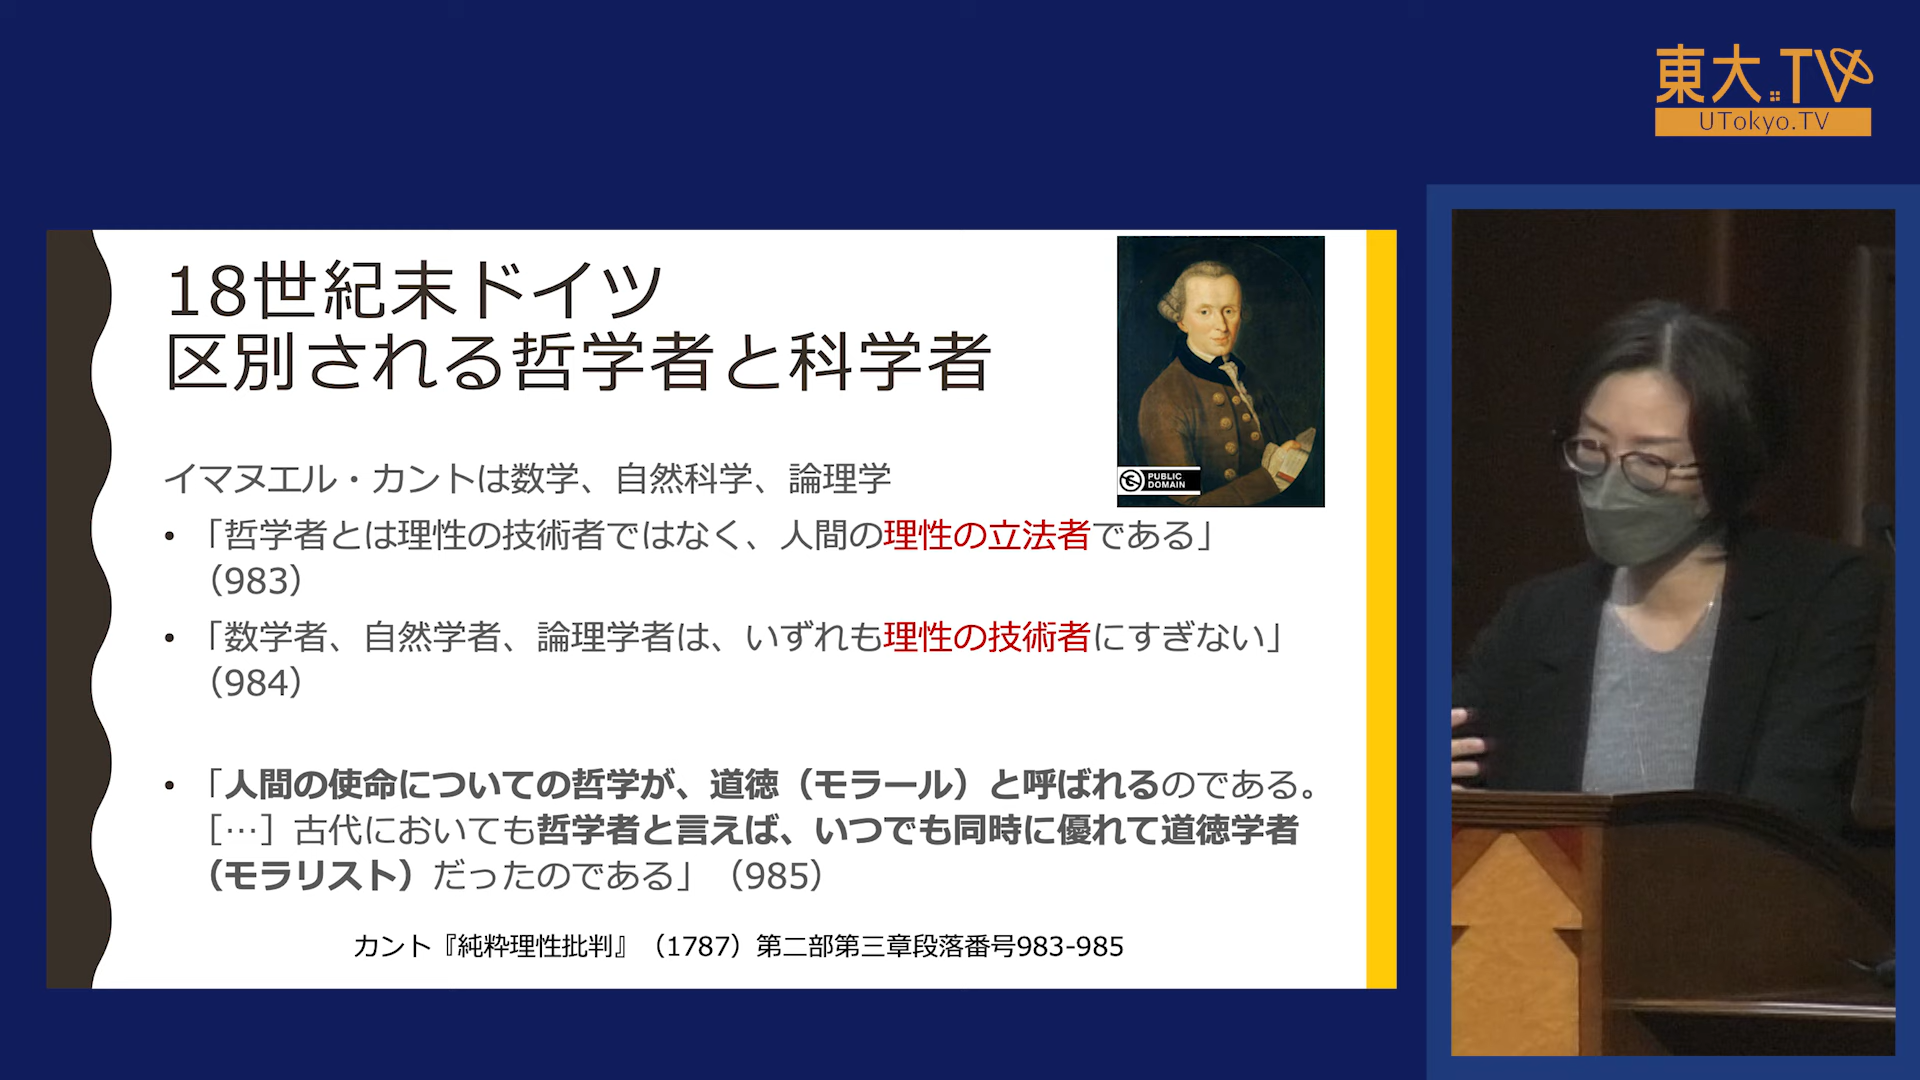 東大TV
UTokyo.TV
18世紀末ドイツ
区別される哲学者と科学者
PUBLIC
DOMAIN
イマヌエル・カントは数学、自然科学、論理学
• 「哲学者とは理性の技術者ではなく、人間の理性の立法者である」
（983）
• 「数学者、自然学者、論理学者は、いずれも理性の技術者にすぎない」
（984）
• 「人間の使命についての哲学が、道徳（モラール）と呼ばれるのである。
［…］古代においても哲学者と言えば、いつでも同時に優れて道徳学者
（モラリスト）だったのである」（985）
カント『純粋理性批判』（1787）第二部第三章段落番号983-985